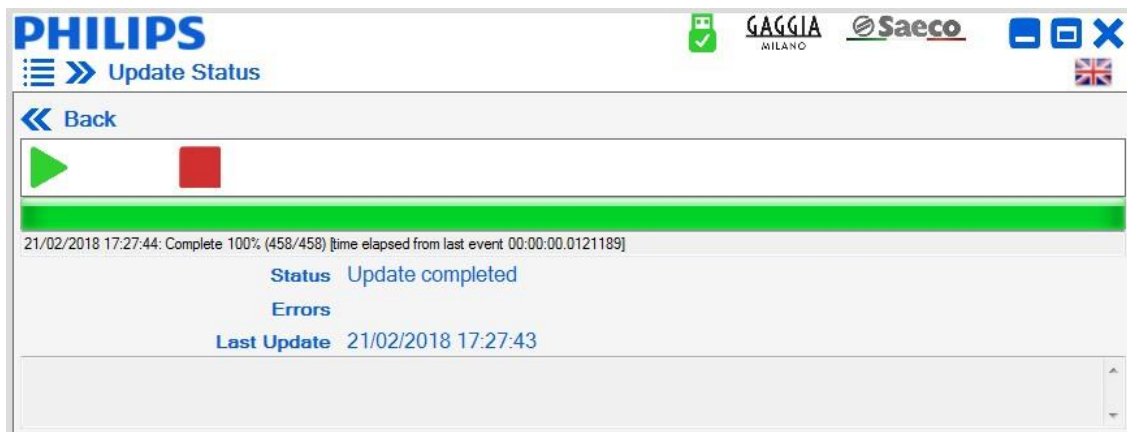 PHILIPS
GAGGIA
MILANO
Saeco
Update Status
Back
21/02/2018 17:27:44: Complete 100% (458/458) [time elapsed from last event 00:00:00.0121189]
Status Update completed
Errors
Last Update 21/02/2018 17:27:43